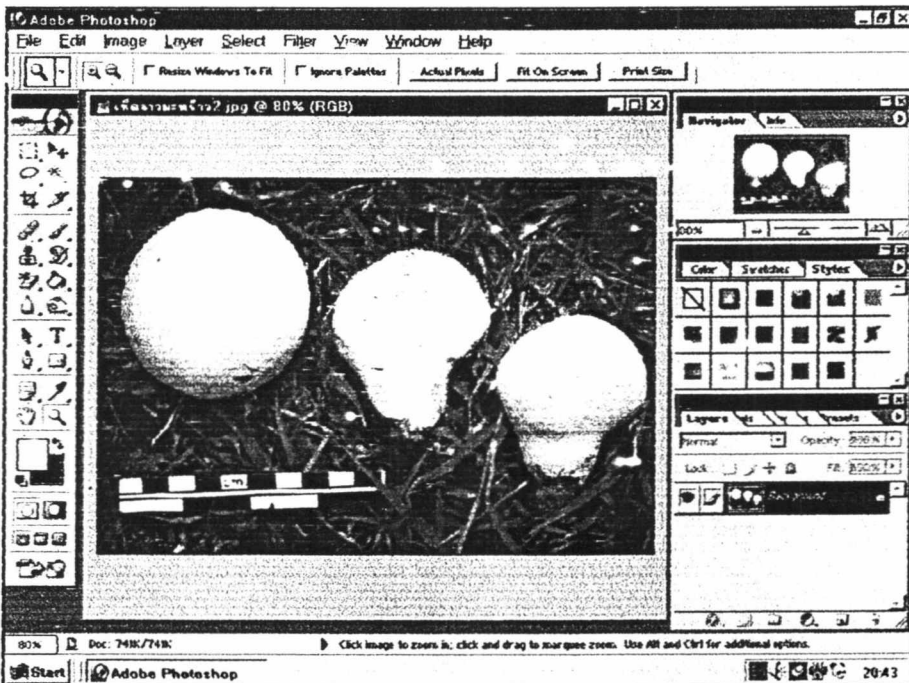 Adobe Photoshop
File Edit Image Layer Select Filter View Window Help
Resize Windows To Fit Ignore Palettes Actual Pixels Fit On Screen Print Size
2.jpg @ 80% (RGB)
Navigator Info
Color Swatches Styles
Layers
Normal Opacity:
Lock: Fill:
Background
cm
80% Doc: 741K/741K Click image to zoom in; click and drag to marquee zoom. Use Alt and Ctrl for additional options.
Start Adobe Photoshop 20:43